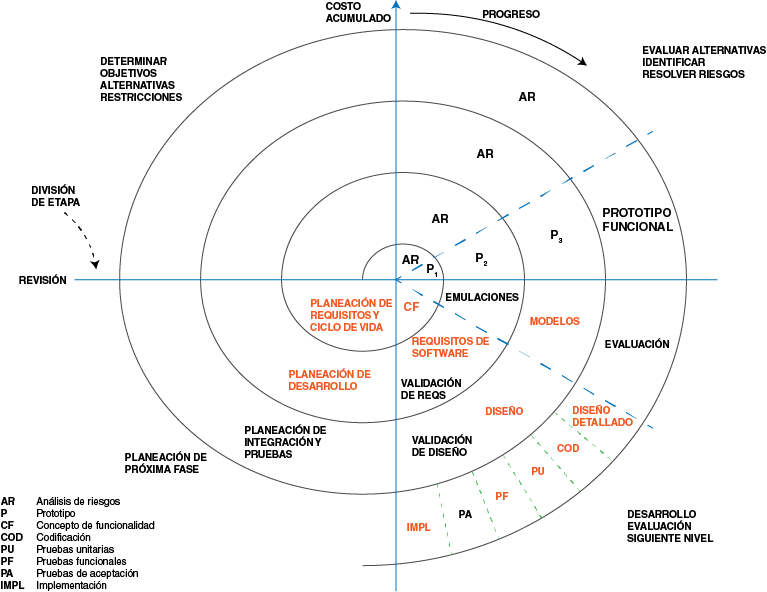 COSTO
ACUMULADO
PROGRESO
DETERMINAR
OBJETIVOS
ALTERNATIVAS
RESTRICCIONES
EVALUAR ALTERNATIVAS
IDENTIFICAR
RESOLVER RIESGOS
AR
AR
DIVISIÓN
DE ETAPA
AR
PROTOTIPO
FUNCIONAL
P3
P2
AR
P1
REVISIÓN
PLANEACIÓN DE
REQUISITOS Y
CICLO DE VIDA
CF
EMULACIONES
MODELOS
REQUISITOS DE
SOFTWARE
EVALUACIÓN
PLANEACIÓN DE
DESARROLLO
VALIDACIÓN
DE REQS
DISEÑO
DISEÑO
DETALLADO
PLANEACIÓN DE
INTEGRACIÓN Y
PRUEBAS
VALIDACIÓN
DE DISEÑO
COD
PLANEACIÓN DE
PRÓXIMA FASE
PU
PF
PA
IMPL
DESARROLLO
EVALUACIÓN
SIGUIENTE NIVEL
AR Análisis de riesgos
P Prototipo
CF Concepto de funcionalidad
COD Codificación
PU Pruebas unitarias
PF Pruebas funcionales
PA Pruebas de aceptación
IMPL Implementación